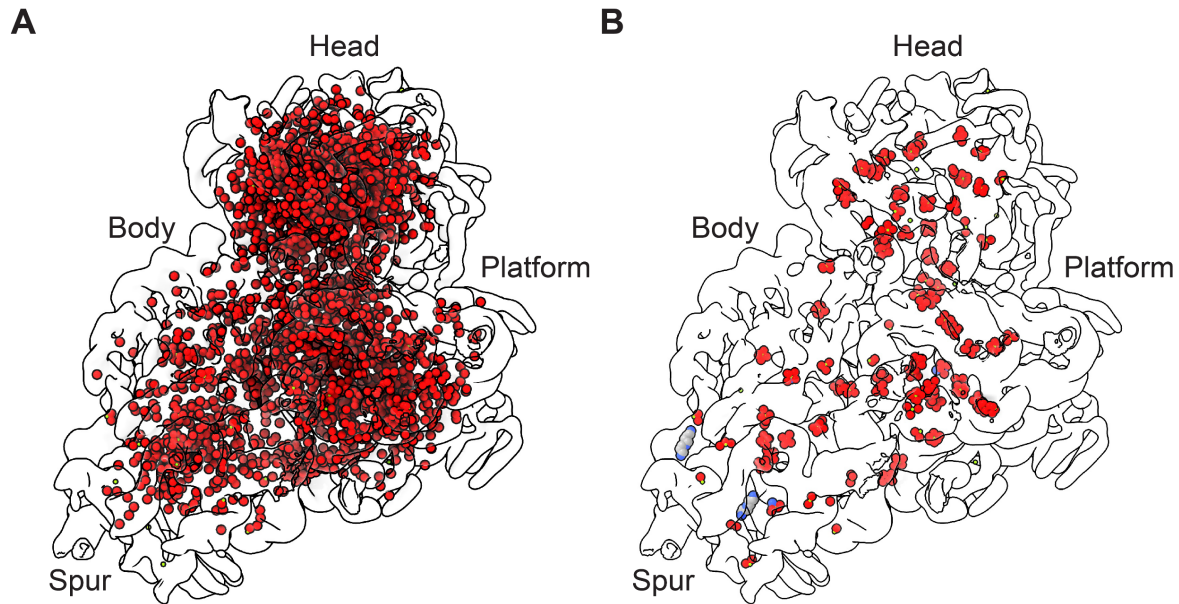 A
Head
Body
Platform
Spur
B
Head
Body
Platform
Spur